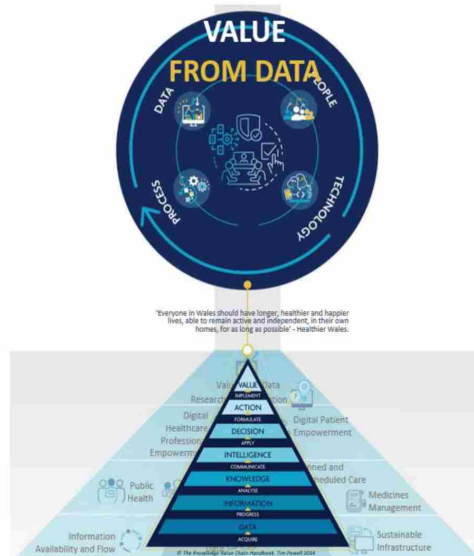 VALUE
FROM DATA
DATA
PEOPLE
PROCESS
TECHNOLOGY
'Everyone in Wales should have longer, healthier and happier
lives, able to remain active and independent, in their own
homes, for as long as possible' - Healthier Wales.
VALUE
IMPLEMENT
ACTION
FORMULATE
DECISION
APPLY
INTELLIGENCE
COMMUNICATE
KNOWLEDGE
ANALYSE
INFORMATION
PROGRESS
DATA
ACQUIRE
Data
Digital
Healthcare
Digital Patient
Empowerment
Public
Health
Care
Medicines
Management
Information
Availability and Flow
Sustainable
Infrastructure
© The Knowledge Value Chain Handbook. Tim Powell 2014